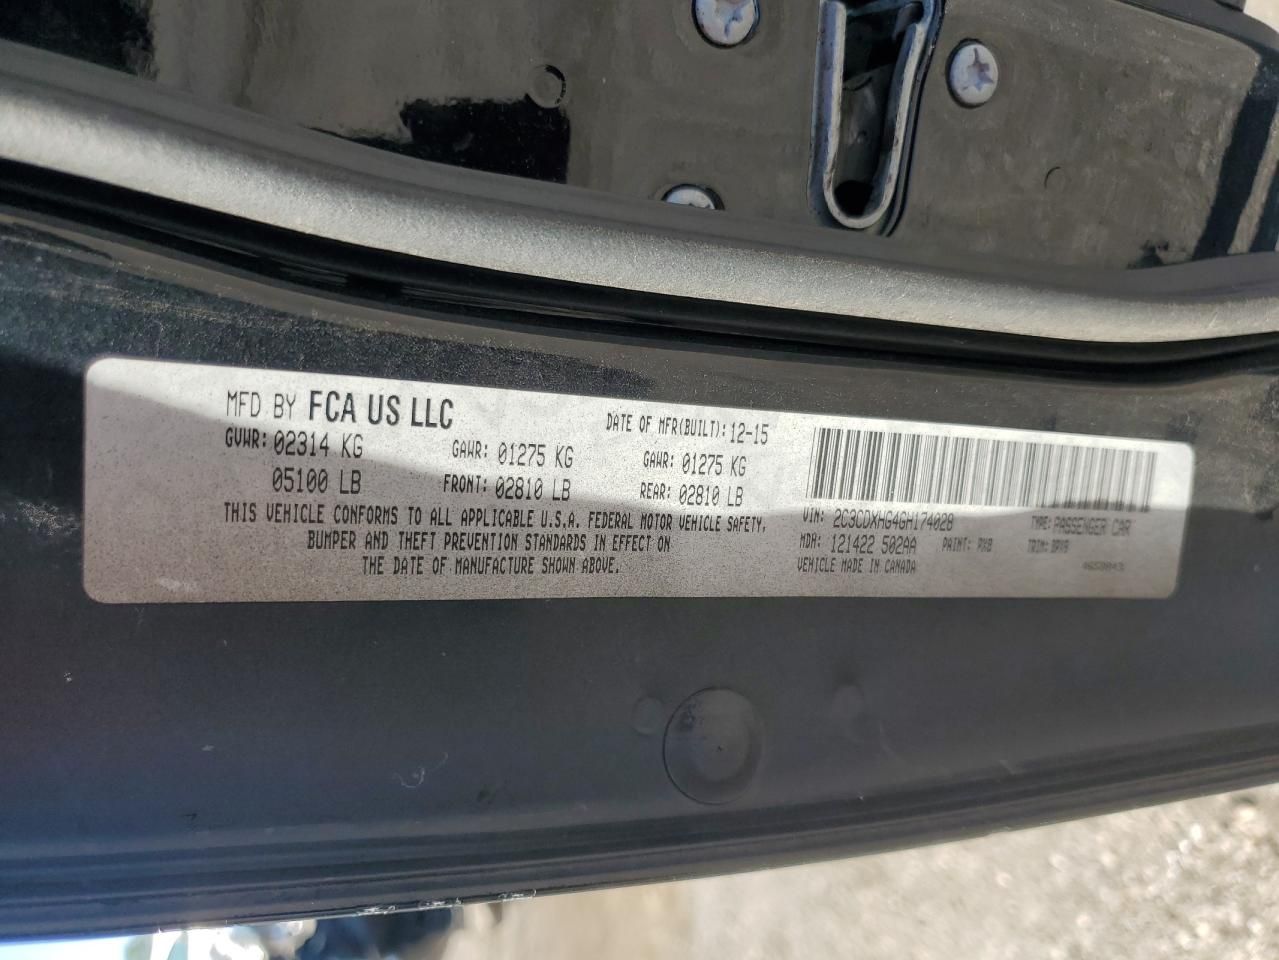 MFD BY FCA US LLC DATE OF MFR(BUILT): 12-15
GVWR: 02314 KG GAWR: 01275 KG GAWR: 01275 KG
05100 LB FRONT: 02810 LB REAR: 02810 LB
THIS VEHICLE CONFORMS TO ALL APPLICABLE U.S.A. FEDERAL MOTOR VEHICLE SAFETY,
BUMPER AND THEFT PREVENTION STANDARDS IN EFFECT ON
THE DATE OF MANUFACTURE SHOWN ABOVE.
VIN: 2C3CDXHG4GH174028 TYPE: PASSENGER CAR
MDH: 121422 502AA PAINT: PX8 TRIM:
VEHICLE MADE IN CANADA